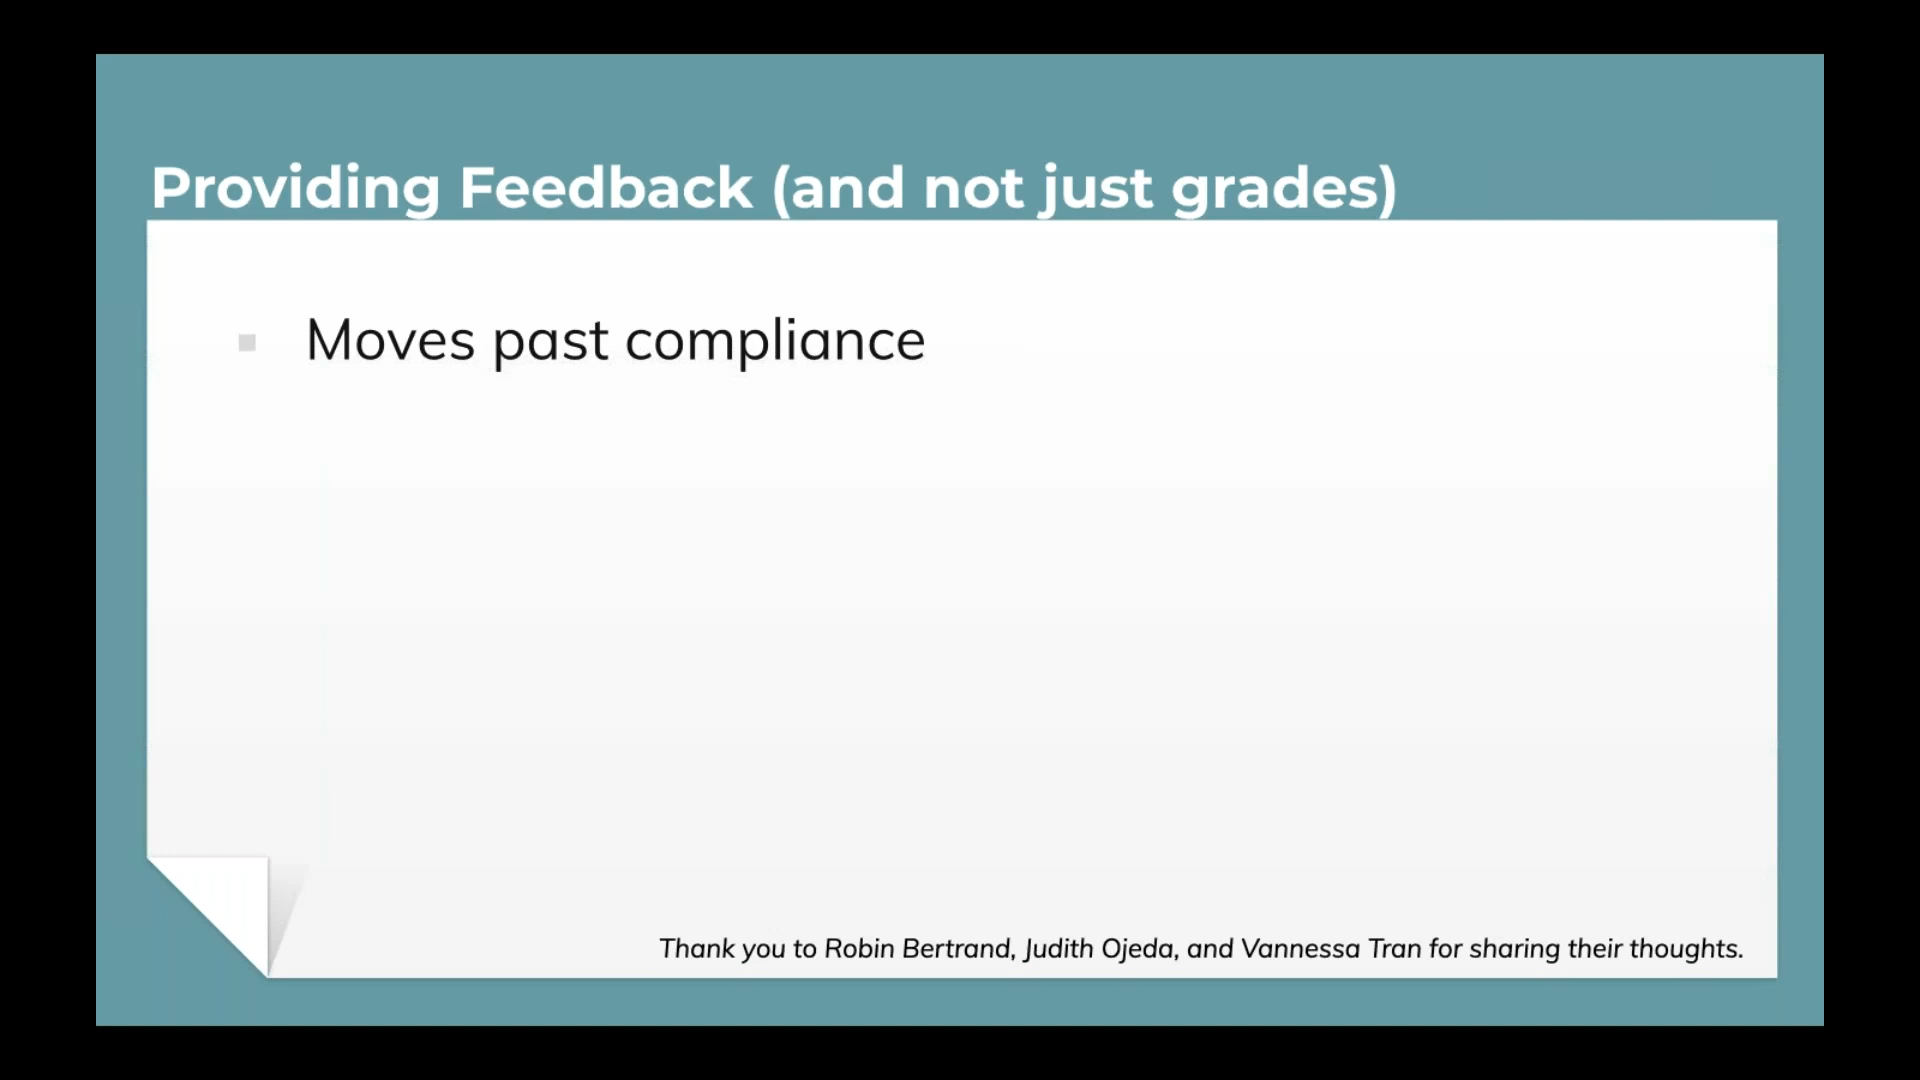 Providing Feedback (and not just grades)
Moves past compliance
Thank you to Robin Bertrand, Judith Ojeda, and Vannessa Tran for sharing their thoughts.